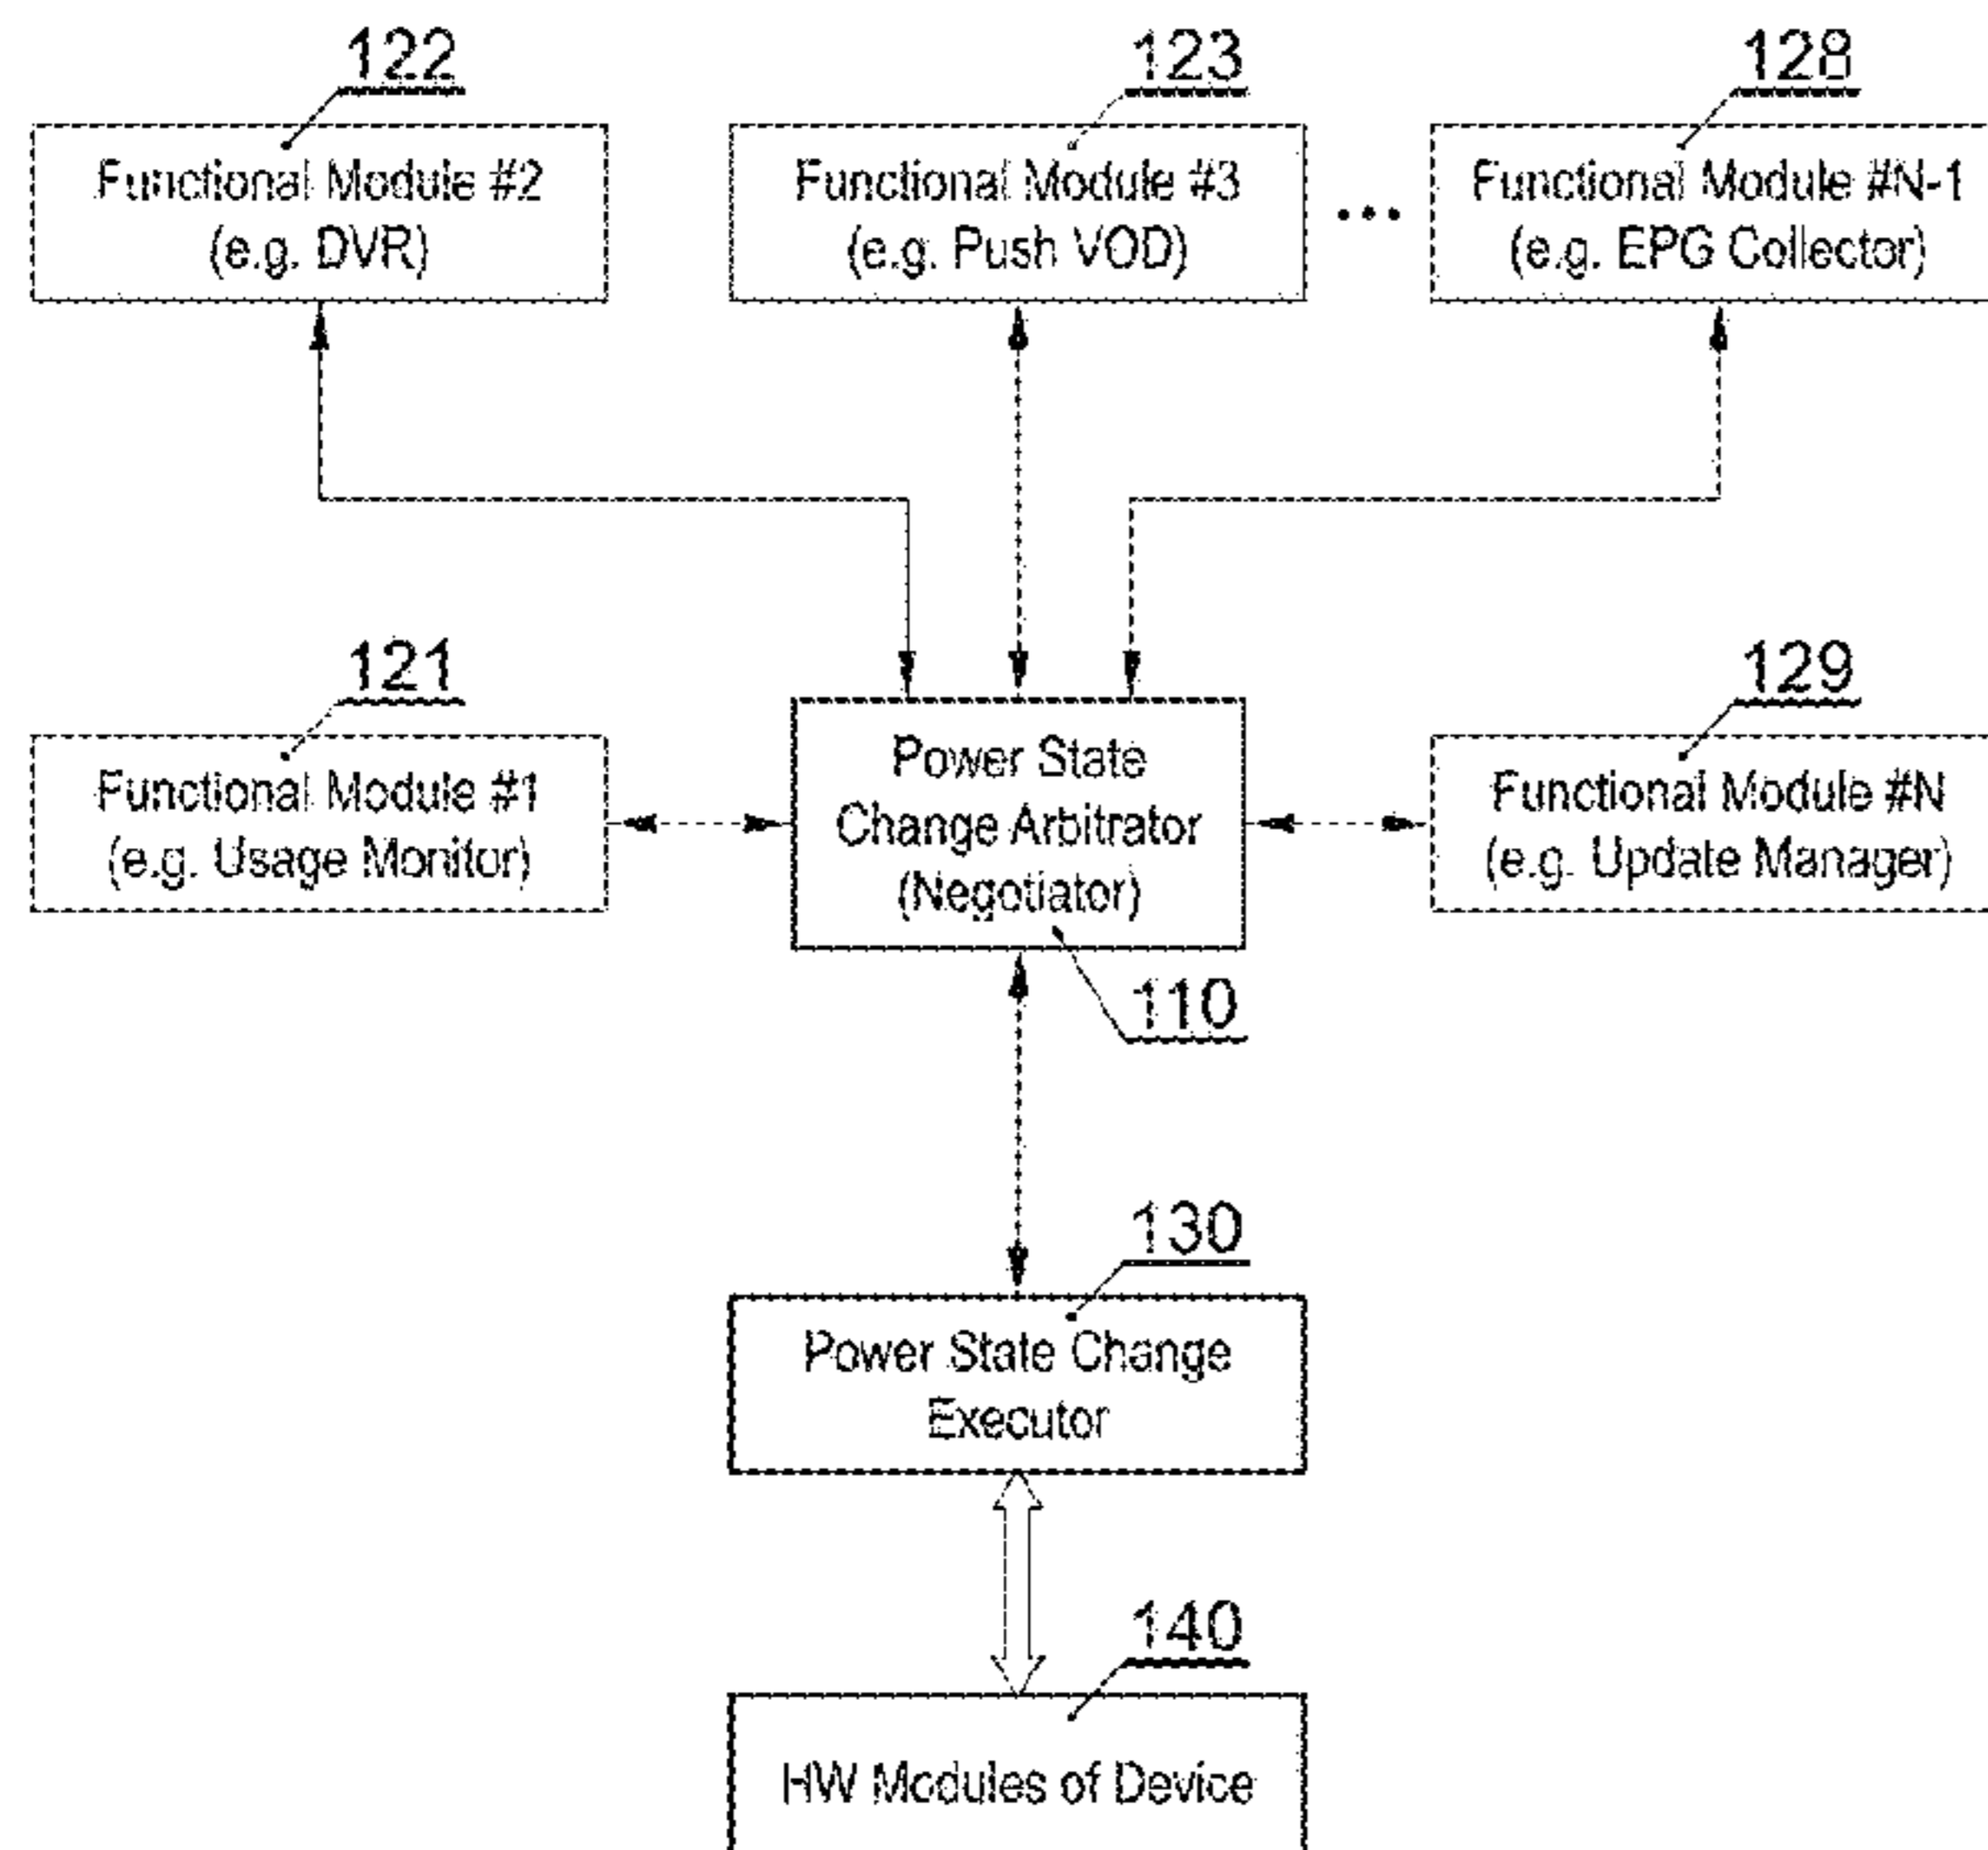 122
Functional Module #2
(e.g. DVR)
123
Functional Module #3
(e.g. Push VOD)
•••
128
Functional Module #N-1
(e.g. EPG Collector)
121
Functional Module #1
(e.g. Usage Monitor)
Power State
Change Arbitrator
(Negotiator)
110
129
Functional Module #N
(e.g. Update Manager)
130
Power State Change
Executor
140
HW Modules of Device